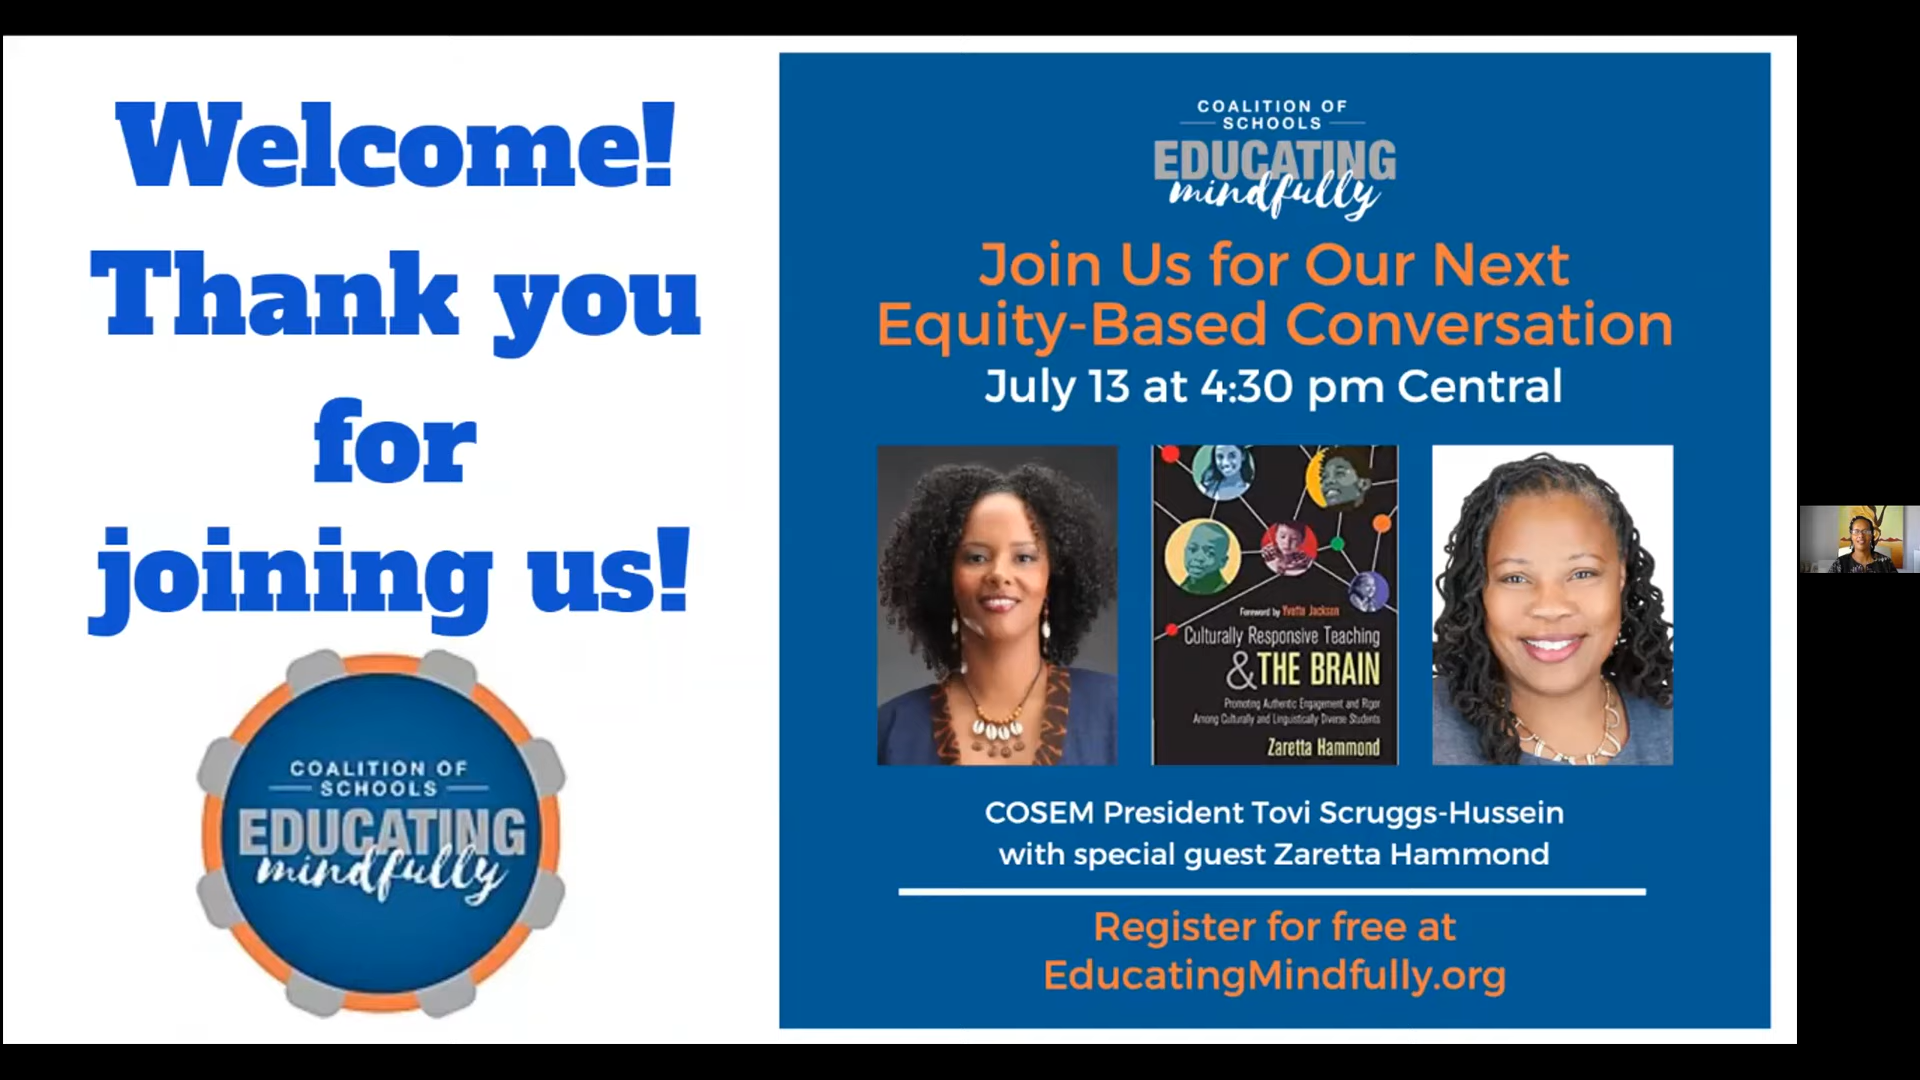 Welcome!
Thank you
for
joining us!
COALITION OF
SCHOOLS
EDUCATING
mindfully
COALITION OF
SCHOOLS
EDUCATING
mindfully
Join Us for Our Next
Equity-Based Conversation
July 13 at 4:30 pm Central
Foreword by Yvette Jackson
Culturally Responsive Teaching
& THE BRAIN
Promoting Authentic Engagement and Rigor
Among Culturally and Linguistically Diverse Students
Zaretta Hammond
COSEM President Tovi Scruggs-Hussein
with special guest Zaretta Hammond
Register for free at
EducatingMindfully.org